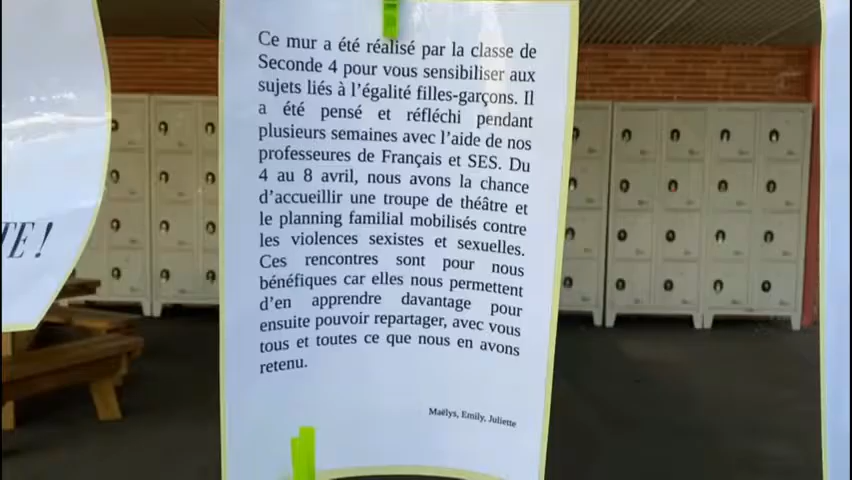 TE !
Ce mur a été réalisé par la classe de
Seconde 4 pour vous sensibiliser aux
sujets liés à l'égalité filles-garçons. Il
a été pensé et réfléchi pendant
plusieurs semaines avec l'aide de nos
professeures de Français et SES. Du
4 au 8 avril, nous avons la chance
d'accueillir une troupe de théâtre et
le planning familial mobilisés contre
les violences sexistes et sexuelles.
Ces rencontres sont pour nous
bénéfiques car elles nous permettent
d'en apprendre davantage pour
ensuite pouvoir repartager, avec vous
tous et toutes ce que nous en avons
retenu.
Maëlys, Emily, Juliette